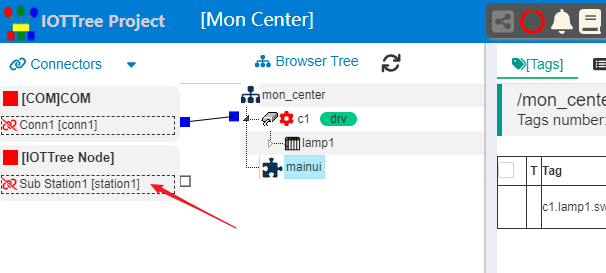 IOTTree Project
[Mon Center]
Connectors
Browser Tree
[Tags]
[COM]COM
Conn1 [conn1]
[IOTTree Node]
Sub Station1 [station1]
mon_center
c1
drv
lamp1
mainui
/mon_cente
Tags number:
T
Tag
c1.lamp1.sw